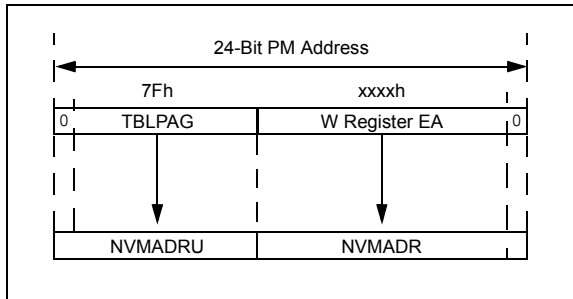 24-Bit PM Address
7Fh xxxxh
0 TBLPAG W Register EA 0
NVMADRU NVMADR